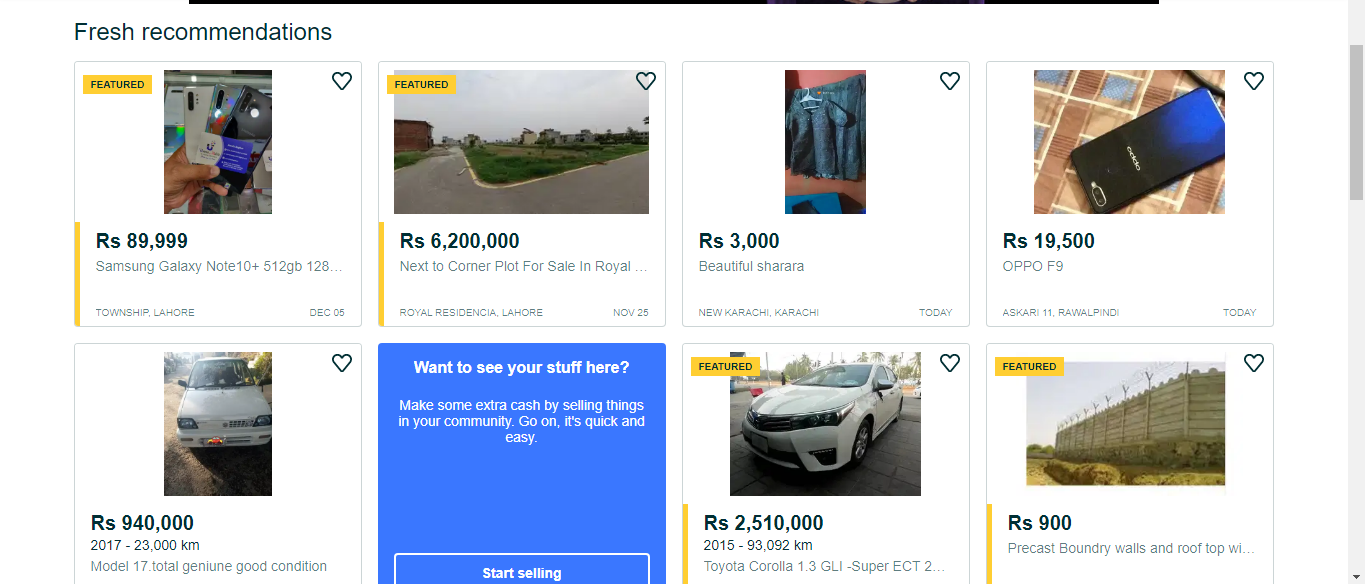 Fresh recommendations
FEATURED
Rs 89,999
Samsung Galaxy Note10+ 512gb 128...
TOWNSHIP, LAHORE DEC 05
FEATURED
Rs 6,200,000
Next to Corner Plot For Sale In Royal ...
ROYAL RESIDENCIA, LAHORE NOV 25
Rs 3,000
Beautiful sharara
NEW KARACHI, KARACHI TODAY
oppo
Rs 19,500
OPPO F9
ASKARI 11, RAWALPINDI TODAY
Rs 940,000
2017 - 23,000 km
Model 17.total geniune good condition
Want to see your stuff here?
Make some extra cash by selling things
in your community. Go on, it's quick and
easy.
Start selling
FEATURED
Rs 2,510,000
2015 - 93,092 km
Toyota Corolla 1.3 GLI -Super ECT 2...
FEATURED
Rs 900
Precast Boundry walls and roof top wi...